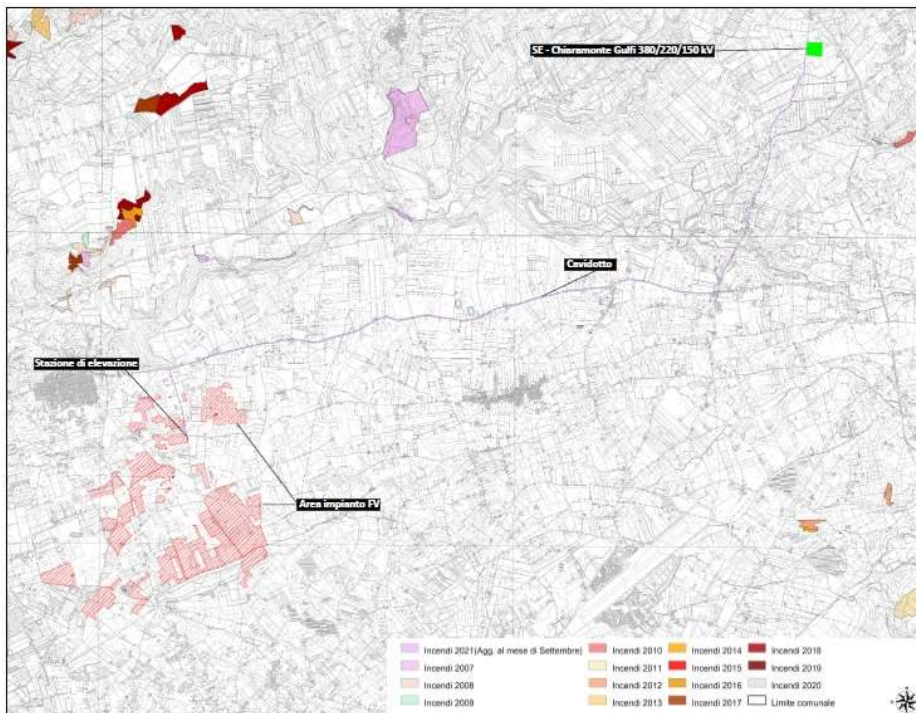 SE - Chiaramonte Gulfi 380/220/150 kV
Cavidotto
Stazione di elevazione
Area impianto FV
Incendi 2021(Agg. al mese di Settembre)
Incendi 2007
Incendi 2008
Incendi 2009
Incendi 2010
Incendi 2011
Incendi 2012
Incendi 2013
Incendi 2014
Incendi 2015
Incendi 2016
Incendi 2017
Incendi 2018
Incendi 2019
Incendi 2020
Limite comunale